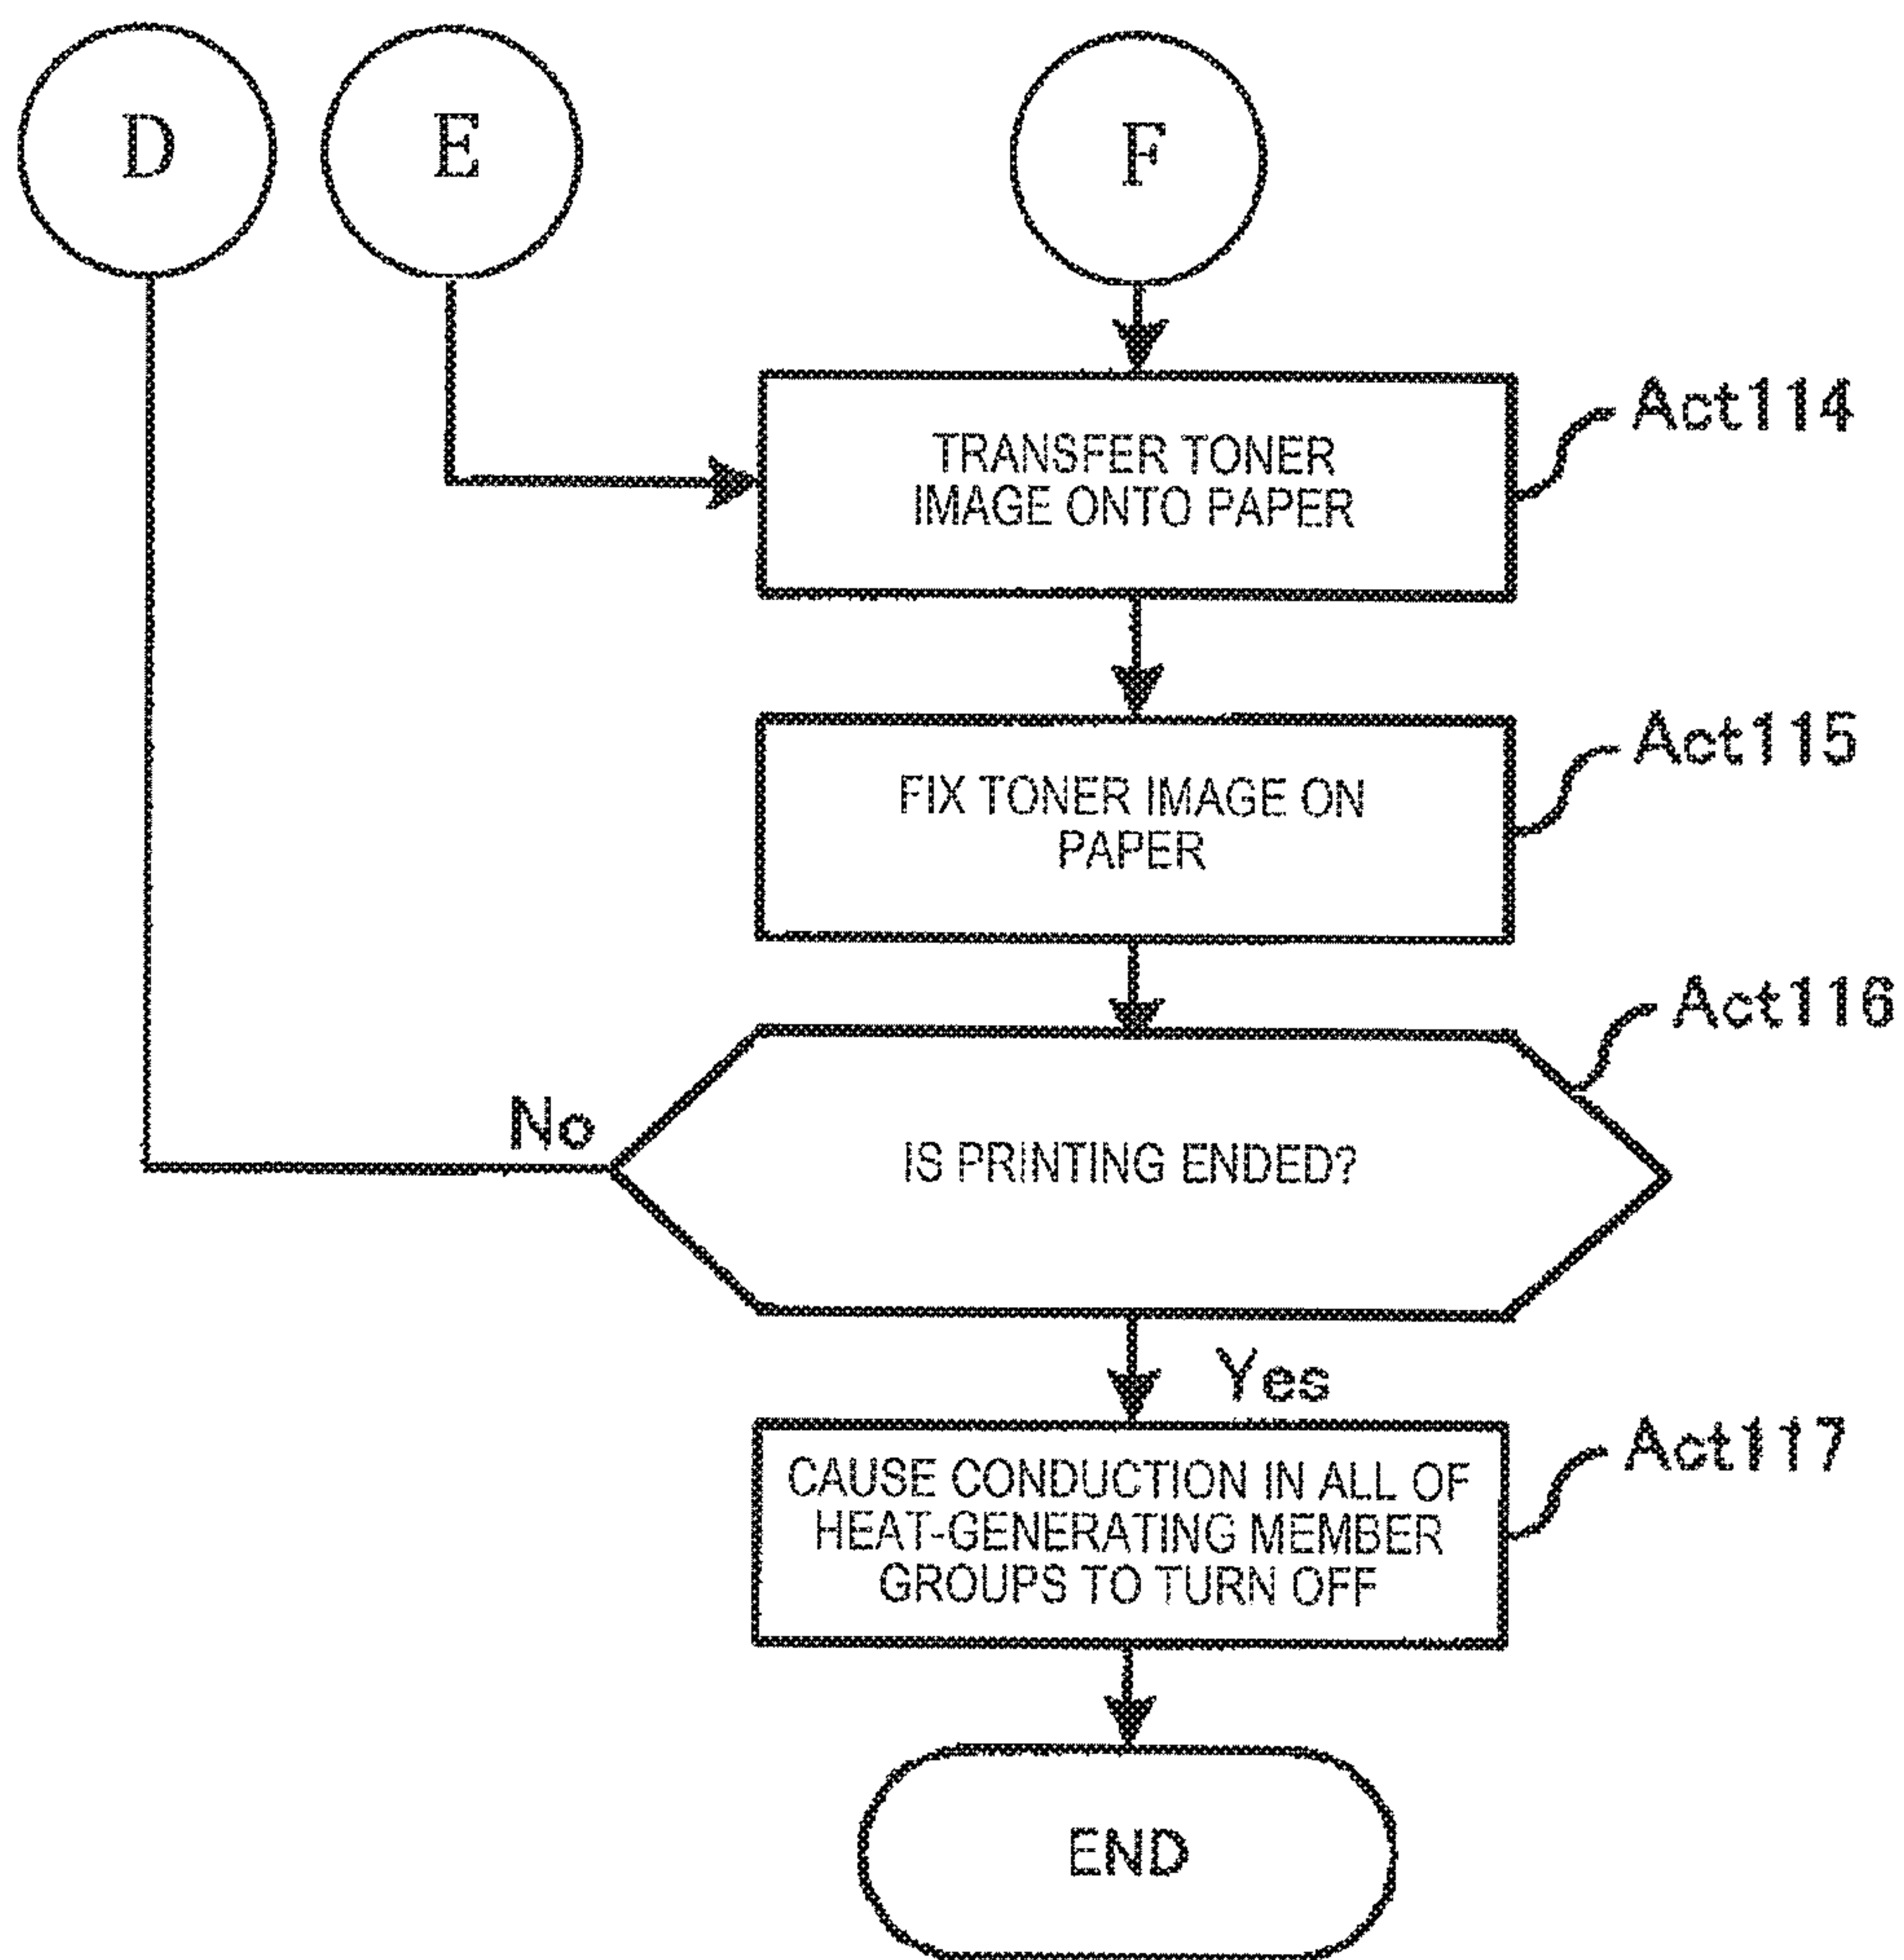 D
E
F
Act114
TRANSFER TONER
IMAGE ONTO PAPER
Act115
FIX TONER IMAGE ON
PAPER
Act116
No
IS PRINTING ENDED?
Yes
Act117
CAUSE CONDUCTION IN ALL OF
HEAT-GENERATING MEMBER
GROUPS TO TURN OFF
END